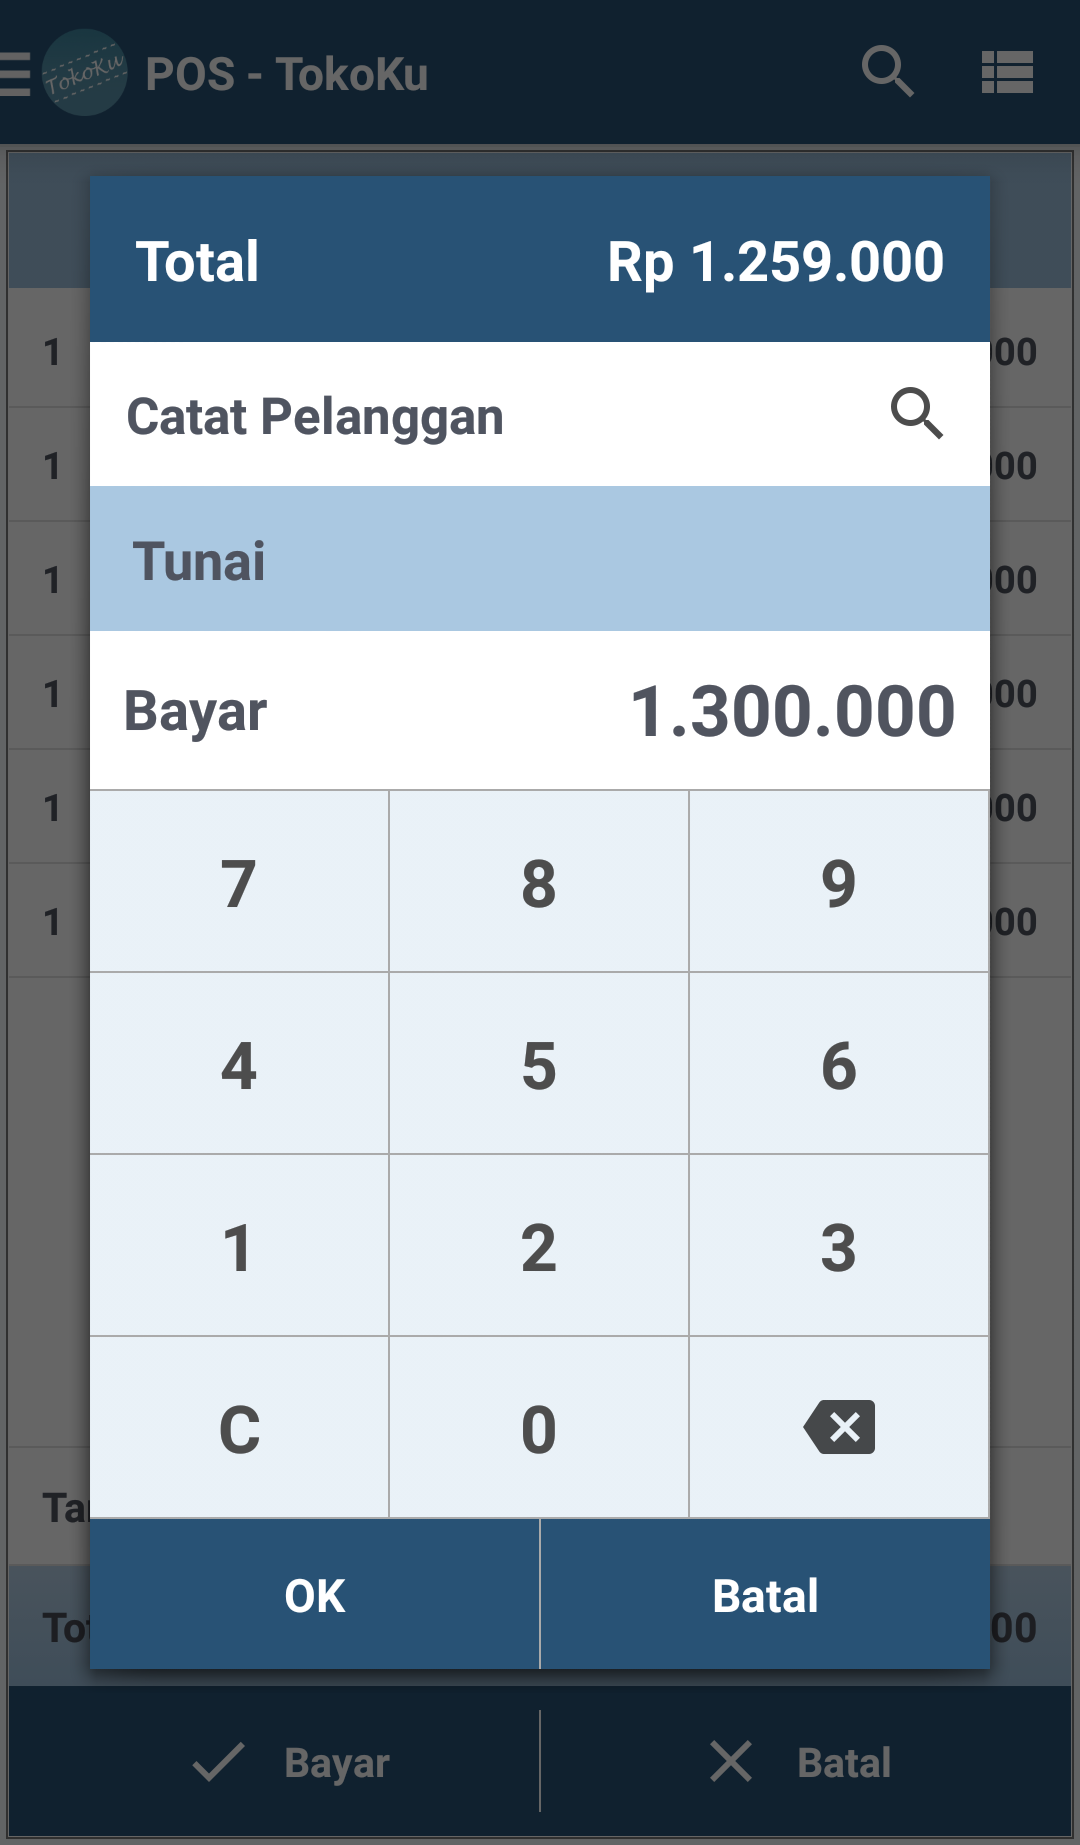 TokoKu
POS - TokoKu
Total Rp 1.259.000
1 00
Catat Pelanggan
1 00
Tunai
1 00
Bayar 1.300.000
1 00
1 00
7 8 9
1 00
4 5 6
1 2 3
C 0
Ta
OK Batal
Tot 00
Bayar Batal